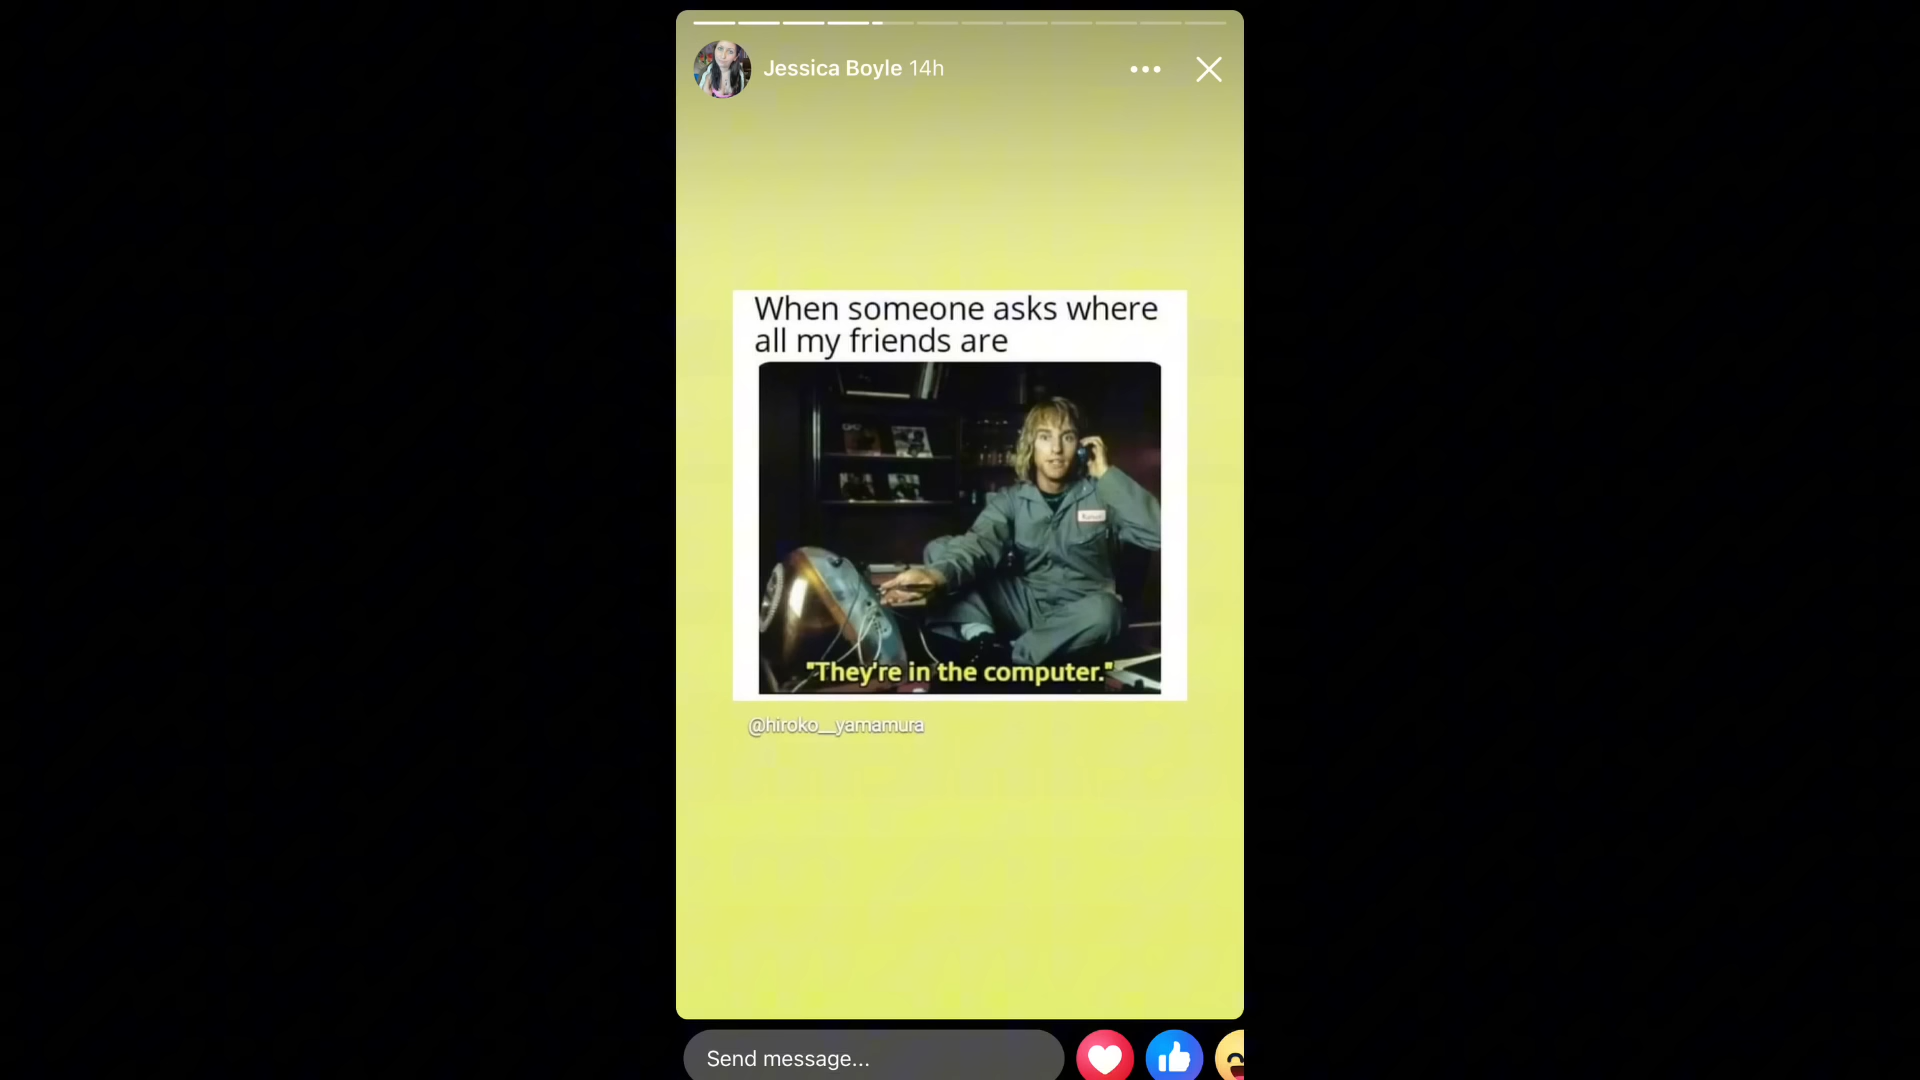 Jessica Boyle 14h
When someone asks where
all my friends are
"They're in the computer."
@hiroko__yamamura
Send message...